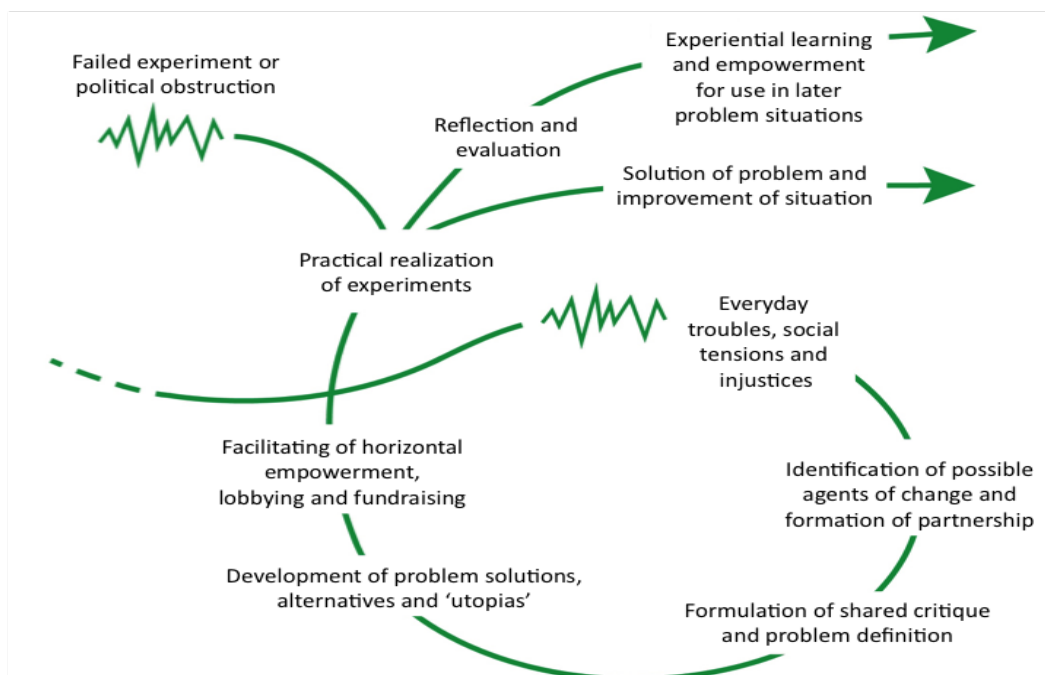 Failed experiment or
political obstruction
Experiential learning
and empowerment
for use in later
problem situations
Reflection and
evaluation
Solution of problem and
improvement of situation
Practical realization
of experiments
Everyday
troubles, social
tensions and
injustices
Facilitating of horizontal
empowerment,
lobbying and fundraising
Identification of possible
agents of change and
formation of partnership
Development of problem solutions,
alternatives and ‘utopias’
Formulation of shared critique
and problem definition